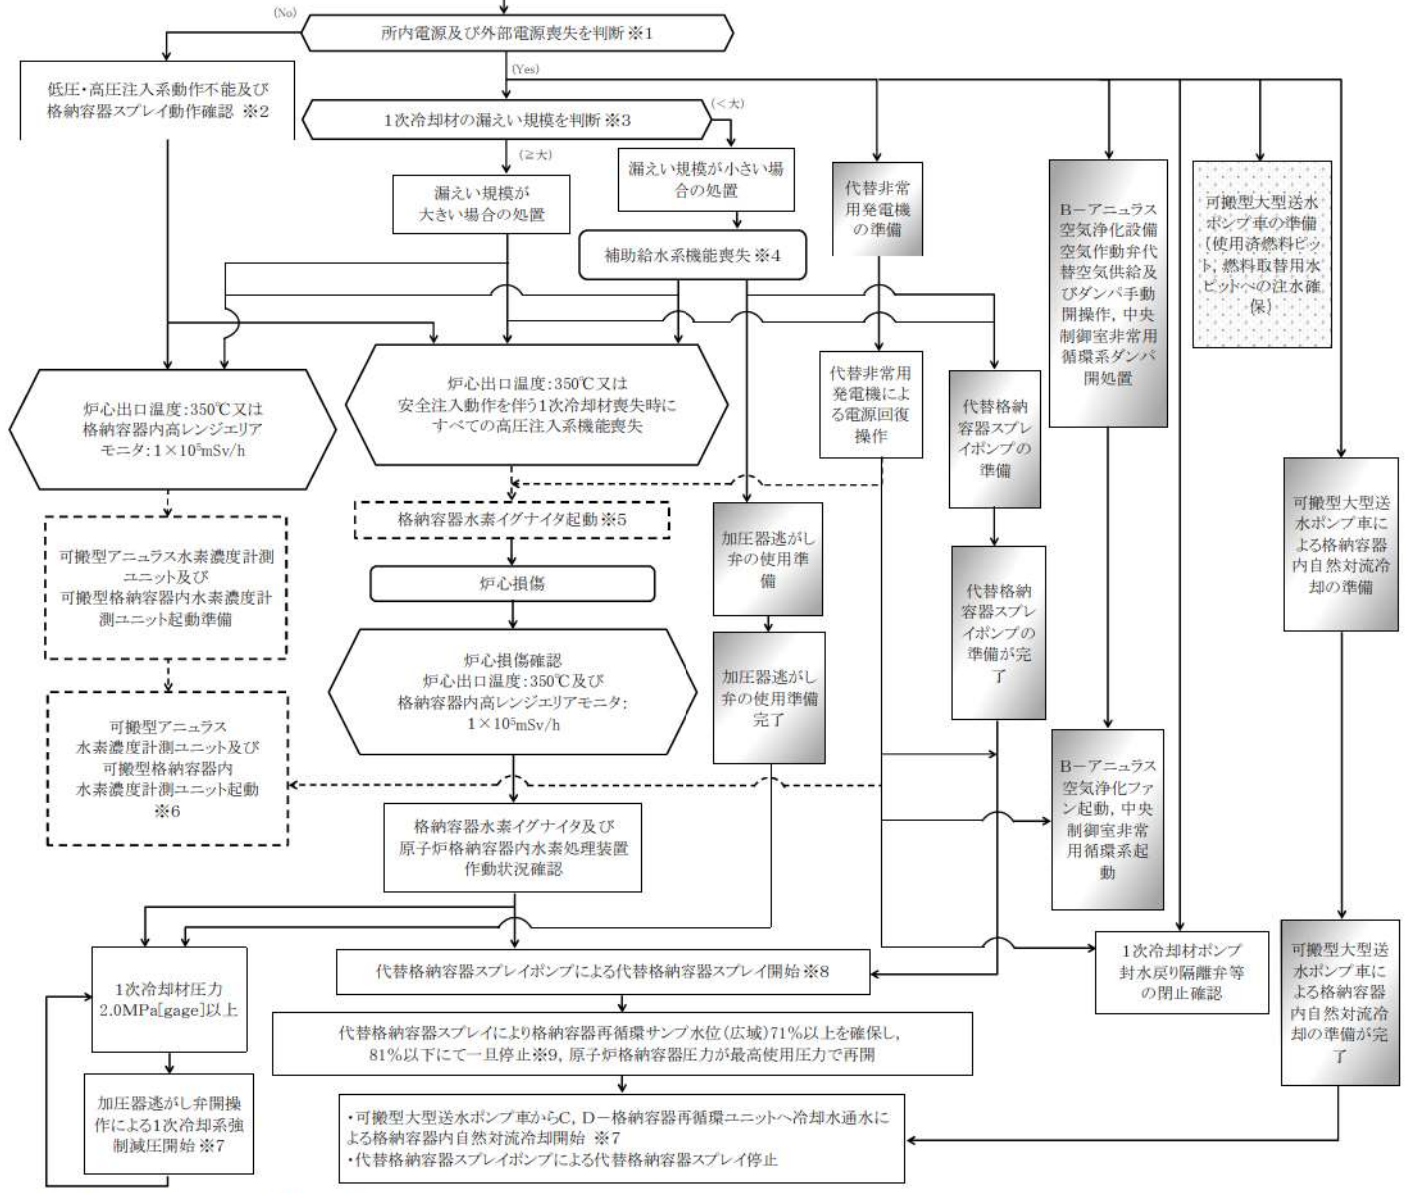 (No)
所内電源及び外部電源喪失を判断※1
(Yes)
低圧・高圧注入系動作不能及び
格納容器スプレイ動作確認 ※2
1次冷却材の漏えい規模を判断※3
(<大)
(≧大)
漏えい規模が
大きい場合の処置
漏えい規模が小さい場
合の処置
補助給水系機能喪失※4
代替非常
用発電機
の準備
B-アニュラス
空気浄化設備
空気作動弁代
替空気供給及
びダンパ手動
開操作,中央
制御室非常用
循環系ダンパ
開処置
可搬型大型送水
ポンプ車の準備
(使用済燃料ピッ
ト,燃料取替用水
ピットへの注水確
保)
炉心出口温度:350℃又は
格納容器内高レンジエリア
モニタ:1×10⁵mSv/h
炉心出口温度:350℃又は
安全注入動作を伴う1次冷却材喪失時に
すべての高圧注入系機能喪失
代替非常用
発電機によ
る電源回復
操作
代替格納
容器スプレ
イポンプの
準備
可搬型大型送
水ポンプ車に
よる格納容器
内自然対流冷
却の準備
格納容器水素イグナイタ起動※5
加圧器逃がし
弁の使用準
備
可搬型アニュラス水素濃度計測
ユニット及び
可搬型格納容器内水素濃度計
測ユニット起動準備
炉心損傷
代替格納
容器スプレ
イポンプの
準備が完
了
炉心損傷確認
炉心出口温度:350℃及び
格納容器内高レンジエリアモニタ:
1×10⁵mSv/h
加圧器逃がし
弁の使用準備
完了
可搬型アニュラス
水素濃度計測ユニット及び
可搬型格納容器内
水素濃度計測ユニット起動
※6
B-アニュラス
空気浄化ファ
ン起動,中央
制御室非常
用循環系起
動
格納容器水素イグナイタ及び
原子炉格納容器内水素処理装置
作動状況確認
1次冷却材圧力
2.0MPa[gage]以上
代替格納容器スプレイポンプによる代替格納容器スプレイ開始※8
1次冷却材ポンプ
封水戻り隔離弁等
の閉止確認
可搬型大型送
水ポンプ車によ
る格納容器
内自然対流冷
却の準備が完
了
代替格納容器スプレイにより格納容器再循環サンプ水位(広域)71%以上を確保し,
81%以下にて一旦停止※9,原子炉格納容器圧力が最高使用圧力で再開
加圧器逃がし弁開操
作による1次冷却系強
制減圧開始 ※7
・可搬型大型送水ポンプ車からC,D-格納容器再循環ユニットへ冷却水通水に
よる格納容器内自然対流冷却開始 ※7
・代替格納容器スプレイポンプによる代替格納容器スプレイ停止